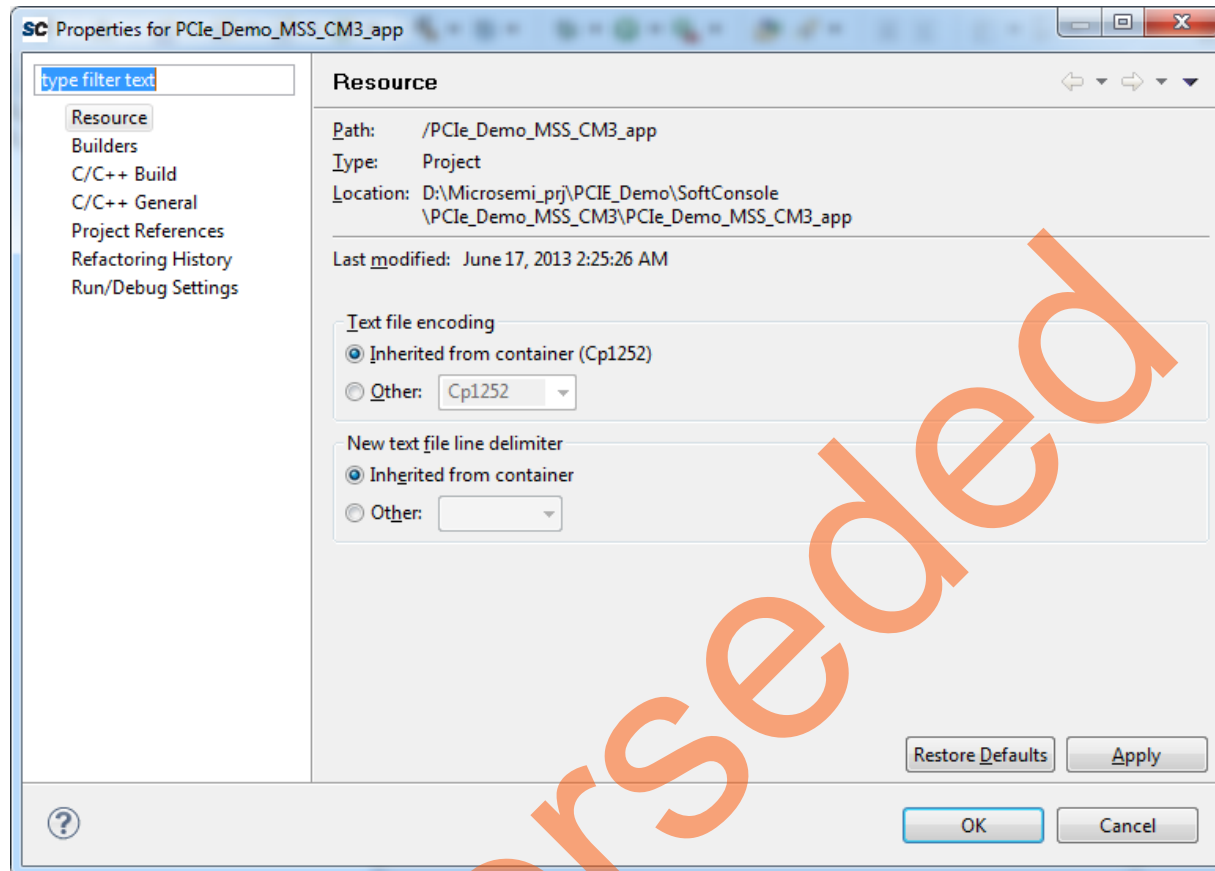 SC Properties for PCIe_Demo_MSS_CM3_app
type filter text
Resource
Builders
C/C++ Build
C/C++ General
Project References
Refactoring History
Run/Debug Settings
Resource
Path: /PCIe_Demo_MSS_CM3_app
Type: Project
Location: D:\Microsemi_prj\PCIE_Demo\SoftConsole
\PCIe_Demo_MSS_CM3\PCIe_Demo_MSS_CM3_app
Last modified: June 17, 2013 2:25:26 AM
Text file encoding
Inherited from container (Cp1252)
Other: Cp1252
New text file line delimiter
Inherited from container
Other:
Restore Defaults Apply
? OK Cancel
rseded